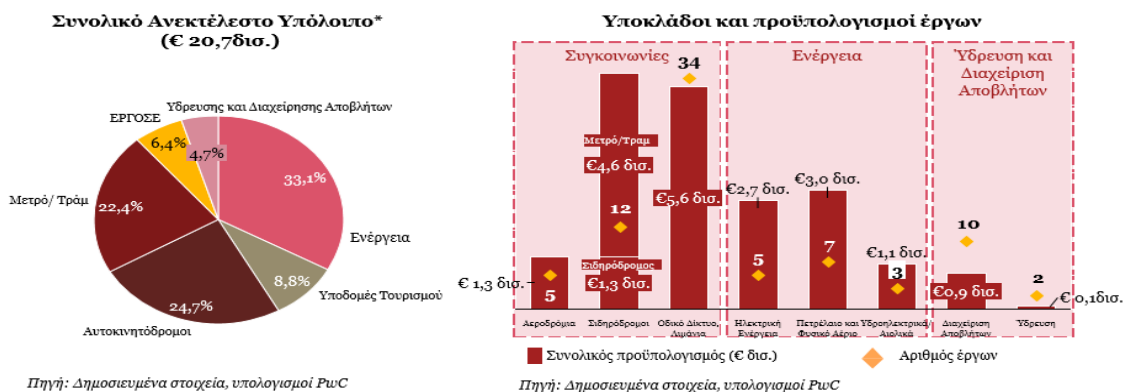 Συνολικό Ανεκτέλεστο Υπόλοιπο*
(€ 20,7δισ.)
Ύδρευσης και Διαχείρησης Αποβλήτων
ΕΡΓΟΣΕ
6,4%
4,7%
33,1%
Μετρό/ Τράμ
22,4%
Ενέργεια
8,8%
Υποδομές Τουρισμού
24,7%
Αυτοκινητόδρομοι
Πηγή: Δημοσιευμένα στοιχεία, υπολογισμοί PwC
Υποκλάδοι και προϋπολογισμοί έργων
Συγκοινωνίες
Ενέργεια
Ύδρευση και
Διαχείριση
Αποβλήτων
34
Μετρό/Τραμ
€4,6 δισ.
€5,6 δισ.
12
Σιδηρόδρομος
€1,3 δισ.
€ 1,3 δισ.
5
€2,7 δισ.
€3,0 δισ.
5
7
€1,1 δισ.
3
10
€0,9 δισ.
2
€ 0,1δισ.
Αεροδρόμια
Σιδηρόδρομοι
Οδικό Δίκτυο,
Λιμάνια
Ηλεκτρική
Ενέργεια
Πετρέλαιο και
Φυσικό Αέριο
Υδροηλεκτρικά/
Αιολικά
Διαχείριση
Αποβλήτων
Ύδρευση
Συνολικός προϋπολογισμός (€ δισ.)
Αριθμός έργων
Πηγή: Δημοσιευμένα στοιχεία, υπολογισμοί PwC